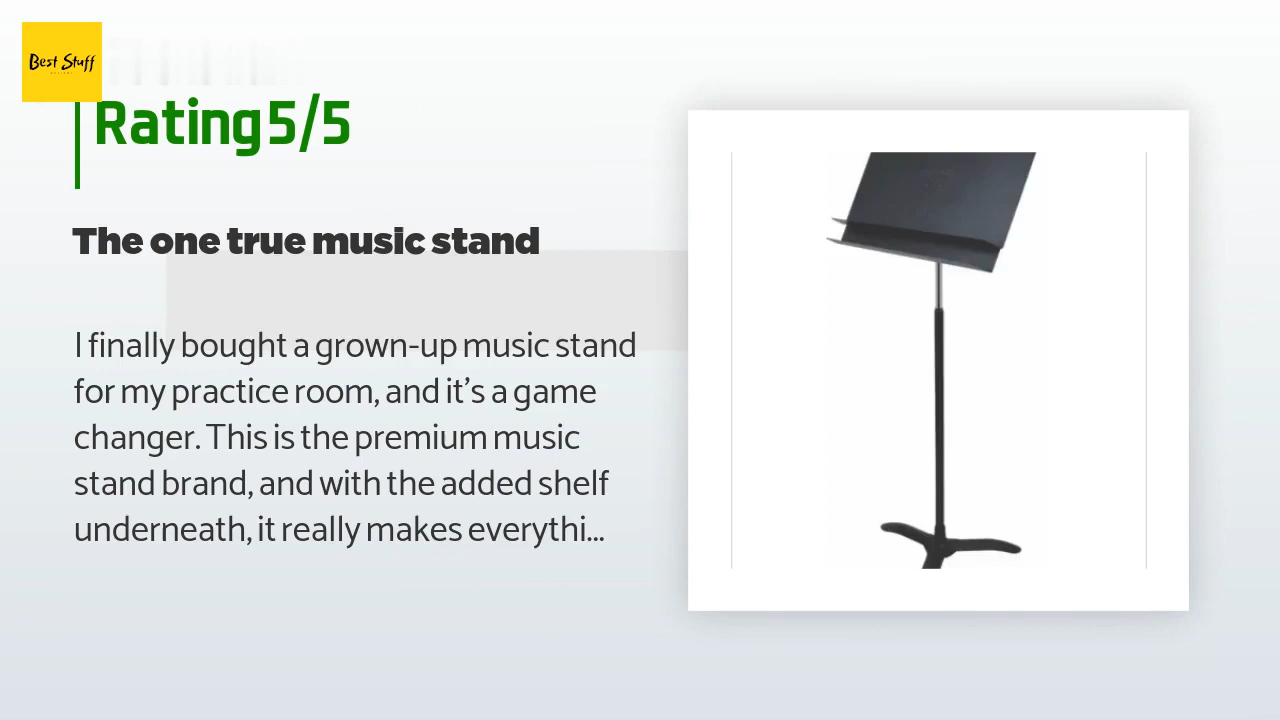 Best Stuff
Rating 5/5
The one true music stand
I finally bought a grown-up music stand
for my practice room, and it's a game
changer. This is the premium music
stand brand, and with the added shelf
underneath, it really makes everythi...